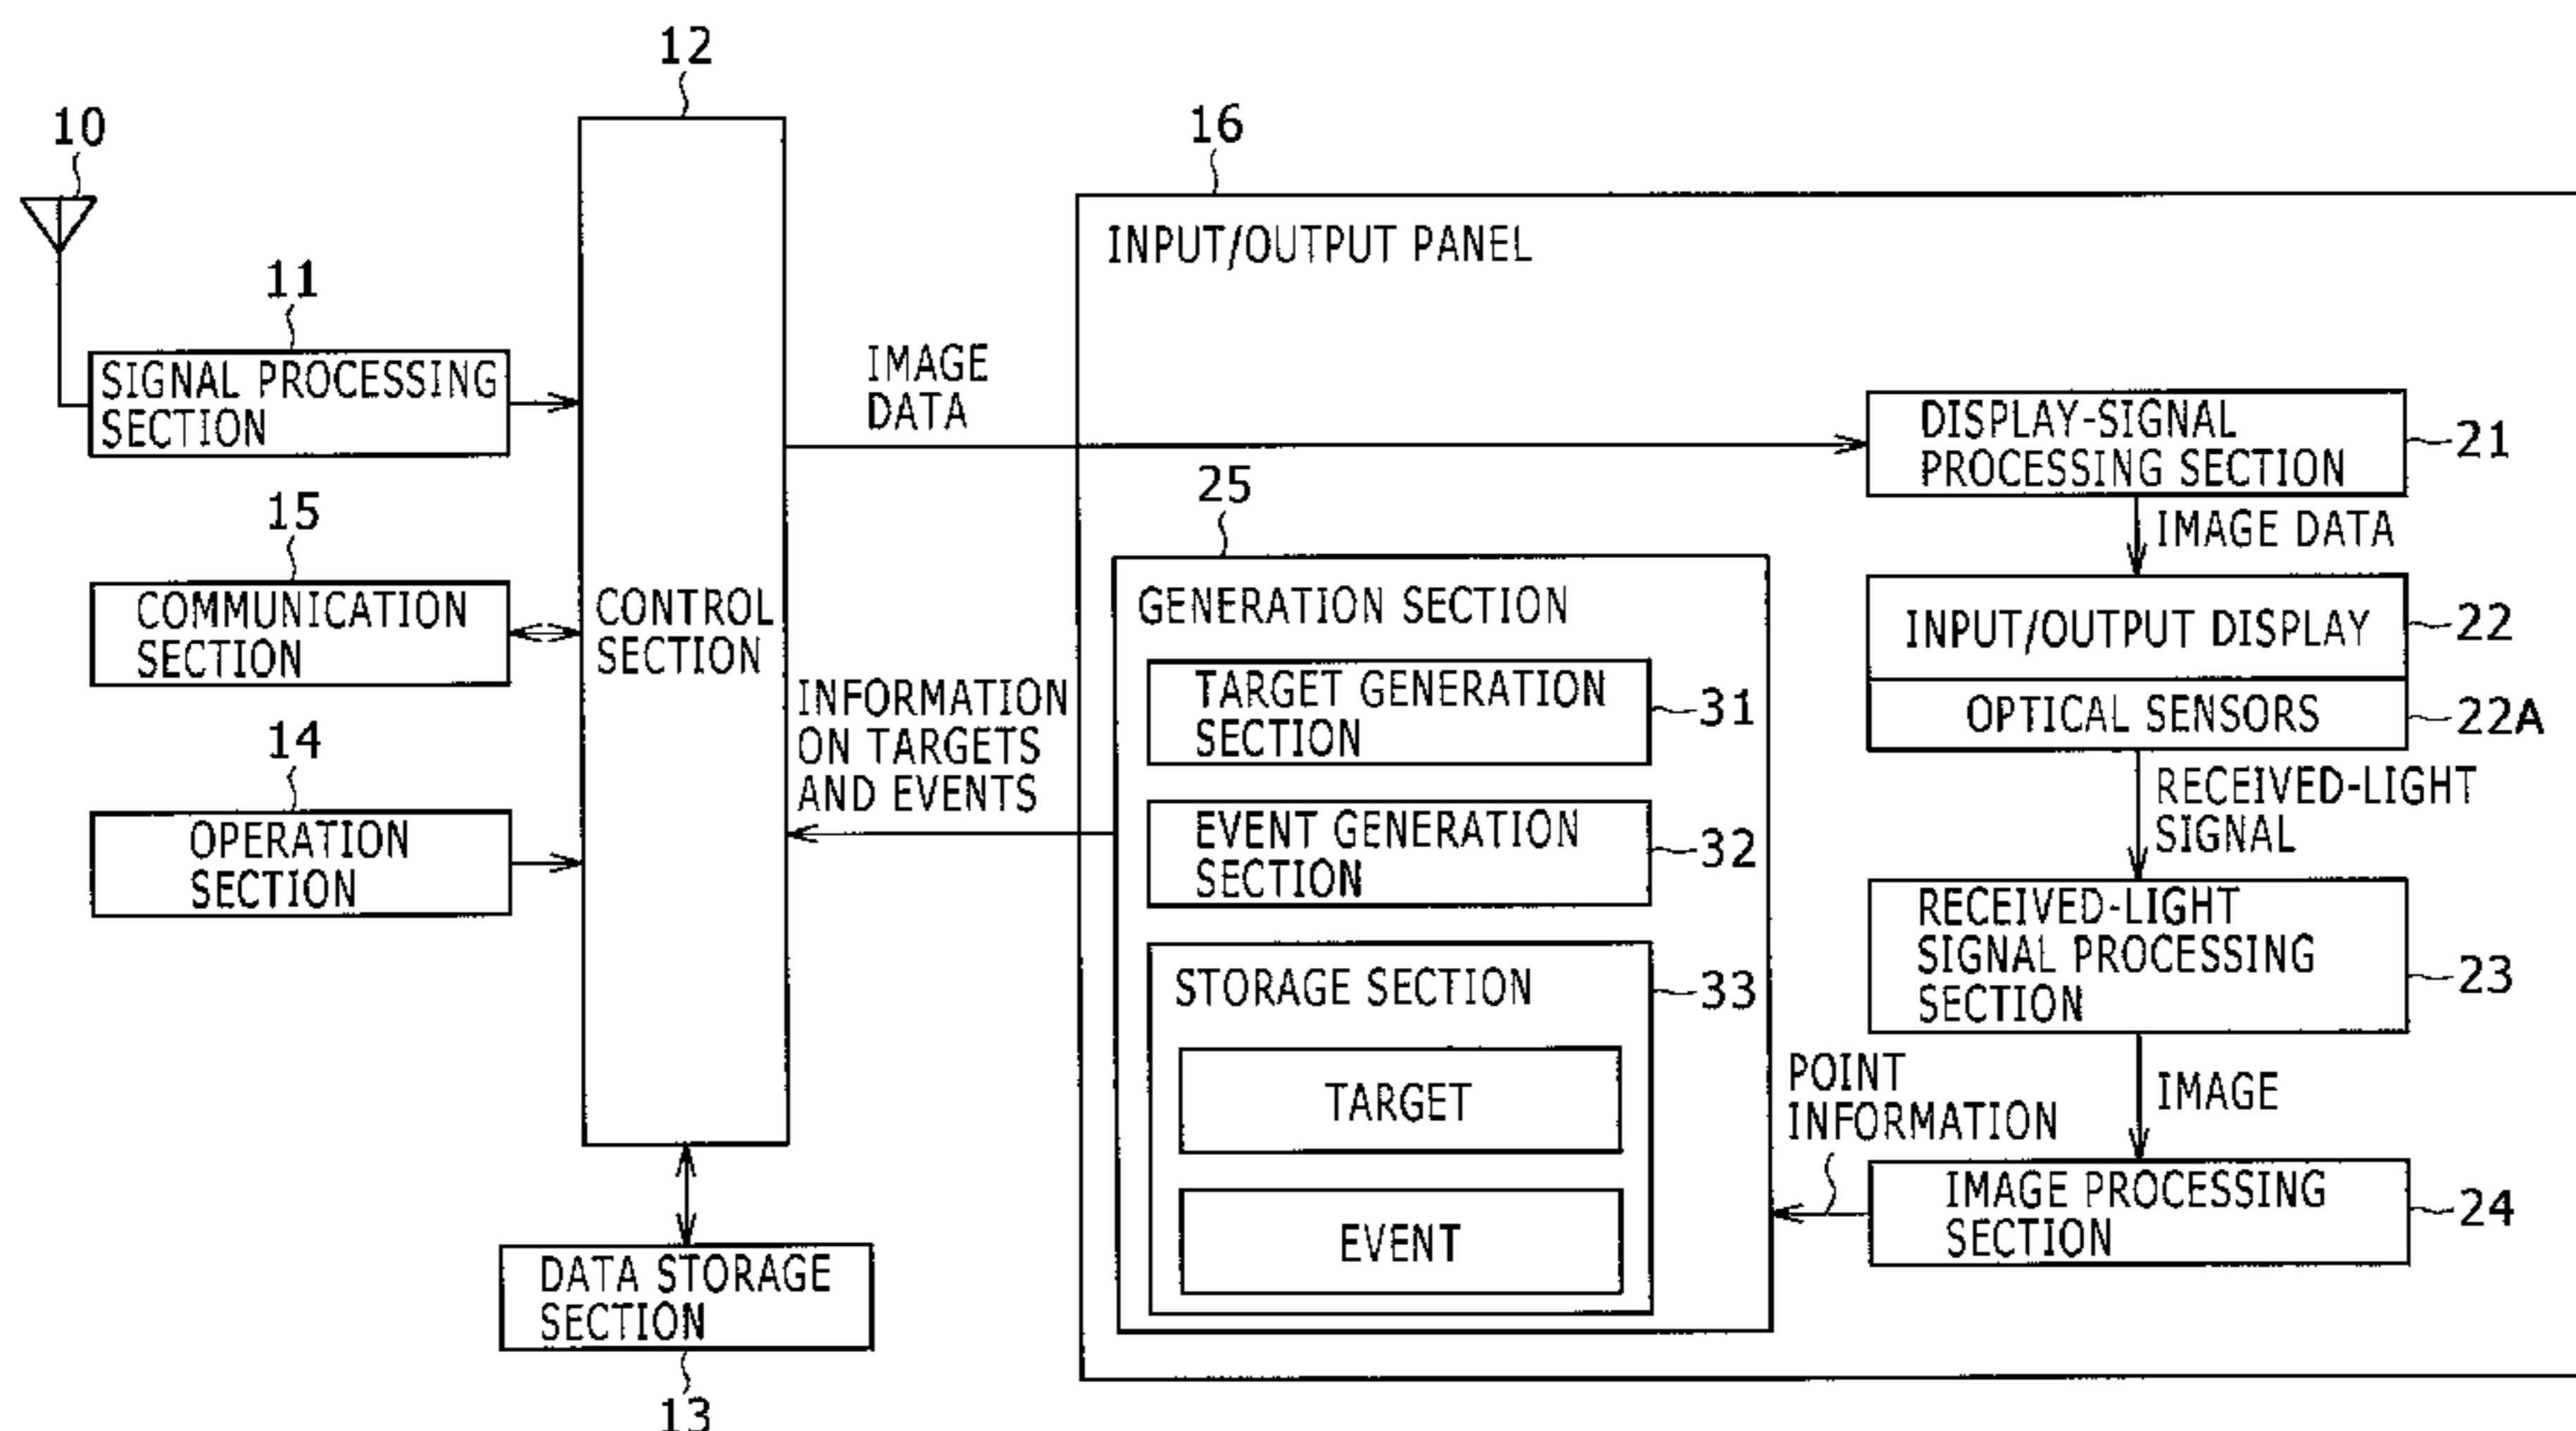 12
10
16
INPUT/OUTPUT PANEL
11
SIGNAL PROCESSING
SECTION
IMAGE
DATA
DISPLAY-SIGNAL
PROCESSING SECTION
21
25
15
IMAGE DATA
COMMUNICATION
SECTION
CONTROL
SECTION
GENERATION SECTION
INPUT/OUTPUT DISPLAY
22
TARGET GENERATION
SECTION
31
OPTICAL SENSORS
22A
INFORMATION
ON TARGETS
AND EVENTS
14
OPERATION
SECTION
RECEIVED-LIGHT
SIGNAL
EVENT GENERATION
SECTION
32
RECEIVED-LIGHT
SIGNAL PROCESSING
SECTION
23
STORAGE SECTION
33
TARGET
POINT
INFORMATION
IMAGE
IMAGE PROCESSING
SECTION
24
EVENT
DATA STORAGE
SECTION
13